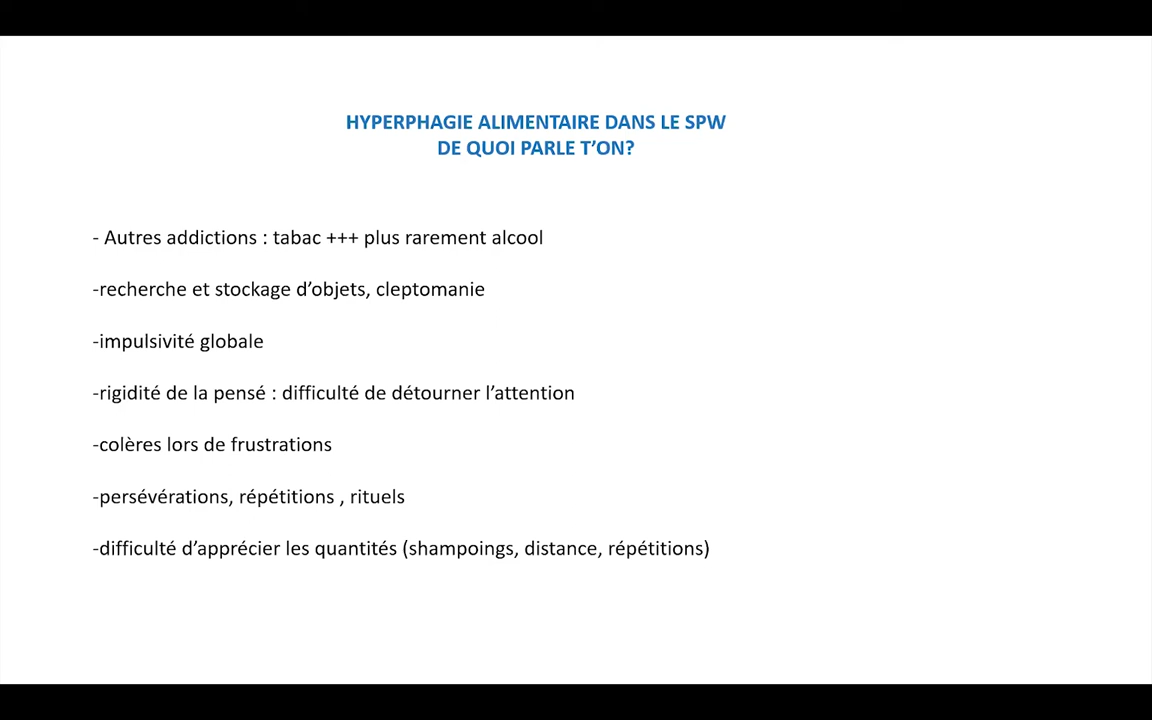 HYPERPHAGIE ALIMENTAIRE DANS LE SPW
DE QUOI PARLE T’ON?
- Autres addictions : tabac +++ plus rarement alcool
-recherche et stockage d’objets, cleptomanie
-impulsivité globale
-rigidité de la pensé : difficulté de détourner l’attention
-colères lors de frustrations
-persévérations, répétitions , rituels
-difficulté d’apprécier les quantités (shampoings, distance, répétitions)